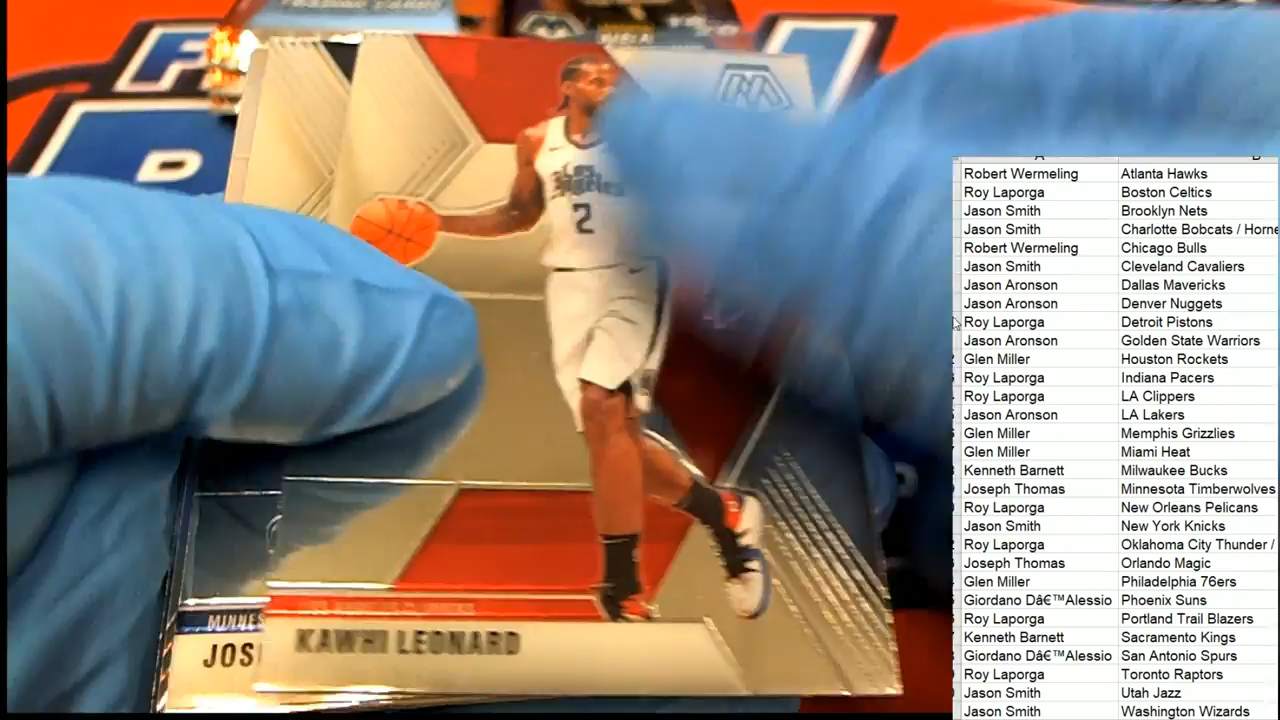 Los
Angeles
2
KAWHI LEONARD
MINNES
JOS
Robert Wermeling Atlanta Hawks
Roy Laporga Boston Celtics
Jason Smith Brooklyn Nets
Jason Smith Charlotte Bobcats / Horne
Robert Wermeling Chicago Bulls
Jason Smith Cleveland Cavaliers
Jason Aronson Dallas Mavericks
Jason Aronson Denver Nuggets
Roy Laporga Detroit Pistons
Jason Aronson Golden State Warriors
Glen Miller Houston Rockets
Roy Laporga Indiana Pacers
Roy Laporga LA Clippers
Jason Aronson LA Lakers
Glen Miller Memphis Grizzlies
Glen Miller Miami Heat
Kenneth Barnett Milwaukee Bucks
Joseph Thomas Minnesota Timberwolves
Roy Laporga New Orleans Pelicans
Jason Smith New York Knicks
Roy Laporga Oklahoma City Thunder /
Joseph Thomas Orlando Magic
Glen Miller Philadelphia 76ers
Giordano Dâ€™Alessio Phoenix Suns
Roy Laporga Portland Trail Blazers
Kenneth Barnett Sacramento Kings
Giordano Dâ€™Alessio San Antonio Spurs
Roy Laporga Toronto Raptors
Jason Smith Utah Jazz
Jason Smith Washington Wizards